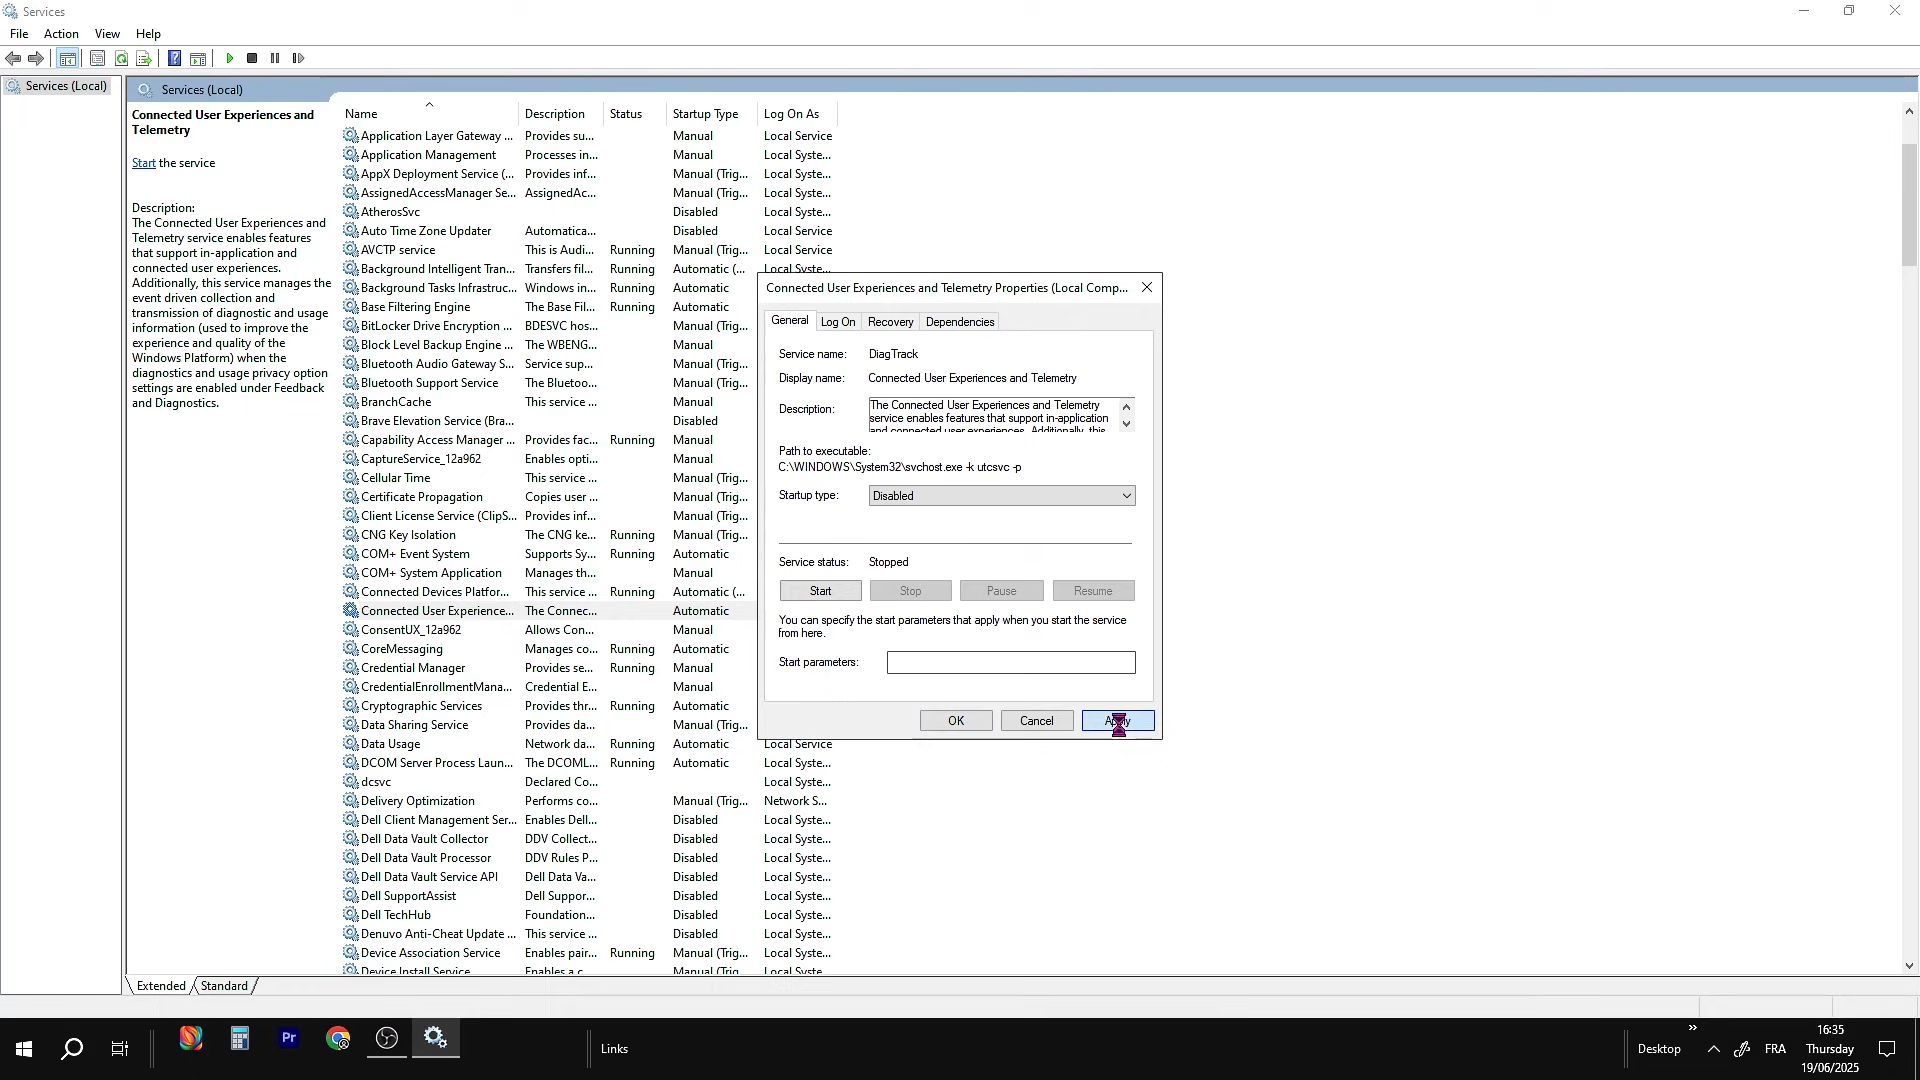 Services
File Action View Help
Services (Local)
Services (Local)
Connected User Experiences and
Telemetry
Start the service
Description:
The Connected User Experiences and
Telemetry service enables features
that support in-application and
connected user experiences.
Additionally, this service manages the
event driven collection and
transmission of diagnostic and usage
information (used to improve the
experience and quality of the
Windows Platform) when the
diagnostics and usage privacy option
settings are enabled under Feedback
and Diagnostics.
Name Description Status Startup Type Log On As
Application Layer Gateway ... Provides su... Manual Local Service
Application Management Processes in... Manual Local Syste...
AppX Deployment Service (... Provides inf... Manual (Trig... Local Syste...
AssignedAccessManager Se... AssignedAc... Manual (Trig... Local Syste...
AtherosSvc Disabled Local Syste...
Auto Time Zone Updater Automatica... Disabled Local Service
AVCTP service This is Audi... Running Manual (Trig... Local Service
Background Intelligent Tran... Transfers fil... Running Automatic (... Local Syste...
Background Tasks Infrastruc... Windows in... Running Automatic
Base Filtering Engine The Base Fil... Running Automatic
BitLocker Drive Encryption ... BDESVC hos... Manual (Trig...
Block Level Backup Engine ... The WBENG... Manual
Bluetooth Audio Gateway S... Service sup... Manual (Trig...
Bluetooth Support Service The Bluetoo... Manual (Trig...
BranchCache This service ... Manual
Brave Elevation Service (Bra... Disabled
Capability Access Manager ... Provides fac... Running Manual
CaptureService_12a962 Enables opti... Manual
Cellular Time This service ... Manual (Trig...
Certificate Propagation Copies user ... Manual (Trig...
Client License Service (ClipS... Provides inf... Manual (Trig...
CNG Key Isolation The CNG ke... Running Manual (Trig...
COM+ Event System Supports Sy... Running Automatic
COM+ System Application Manages th... Manual
Connected Devices Platfor... This service ... Running Automatic (...
Connected User Experience... The Connec... Automatic
ConsentUX_12a962 Allows Con... Manual
CoreMessaging Manages co... Running Automatic
Credential Manager Provides se... Running Manual
CredentialEnrollmentMana... Credential E... Manual
Cryptographic Services Provides thr... Running Automatic
Data Sharing Service Provides da... Manual (Trig...
Data Usage Network da... Running Automatic Local Service
DCOM Server Process Laun... The DCOML... Running Automatic Local Syste...
dcsvc Declared Co... Local Syste...
Delivery Optimization Performs co... Manual (Trig... Network S...
Dell Client Management Ser... Enables Dell... Disabled Local Syste...
Dell Data Vault Collector DDV Collect... Disabled Local Syste...
Dell Data Vault Processor DDV Rules P... Disabled Local Syste...
Dell Data Vault Service API Dell Data Va... Disabled Local Syste...
Dell SupportAssist Dell Suppor... Disabled Local Syste...
Dell TechHub Foundation... Disabled Local Syste...
Denuvo Anti-Cheat Update ... This service ... Disabled Local Syste...
Device Association Service Enables pair... Running Manual (Trig... Local Syste...
Device Install Service Enables a c... Manual (Trig... Local Syste...
Connected User Experiences and Telemetry Properties (Local Comp...
General Log On Recovery Dependencies
Service name: DiagTrack
Display name: Connected User Experiences and Telemetry
Description: The Connected User Experiences and Telemetry
service enables features that support in-application
and connected user experiences. Additionally, this
Path to executable:
C:\WINDOWS\System32\svchost.exe -k utcsvc -p
Startup type: Disabled
Service status: Stopped
Start Stop Pause Resume
You can specify the start parameters that apply when you start the service
from here.
Start parameters:
OK Cancel Apply
Extended Standard
Pr
Links
Desktop
FRA
16:35
Thursday
19/06/2025